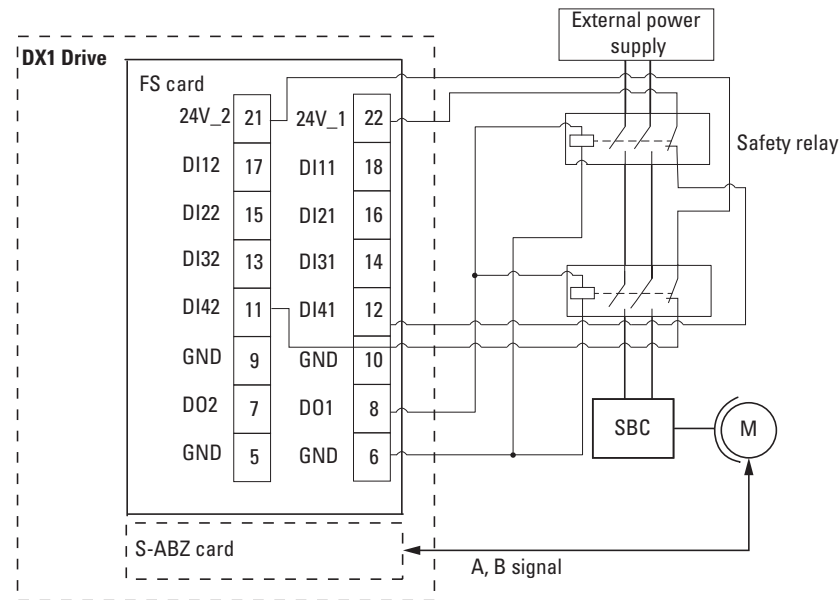 External power
supply
DX1 Drive
FS card
24V_2 21 24V_1 22
DI12 17 DI11 18
DI22 15 DI21 16
DI32 13 DI31 14
DI42 11 DI41 12
GND 9 GND 10
DO2 7 DO1 8
GND 5 GND 6
Safety relay
SBC
M
S-ABZ card
A, B signal